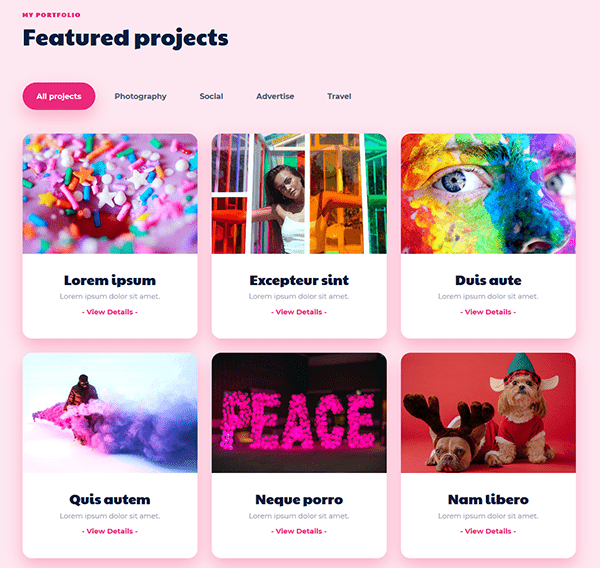 MY PORTFOLIO
Featured projects
All projects Photography Social Advertise Travel
Lorem ipsum Excepteur sint Duis aute
Lorem ipsum dolor sit amet. Lorem ipsum dolor sit amet. Lorem ipsum dolor sit amet.
- View Details - - View Details - - View Details -
PEACE
Quis autem Neque porro Nam libero
Lorem ipsum dolor sit amet. Lorem ipsum dolor sit amet. Lorem ipsum dolor sit amet.
- View Details - - View Details - - View Details -